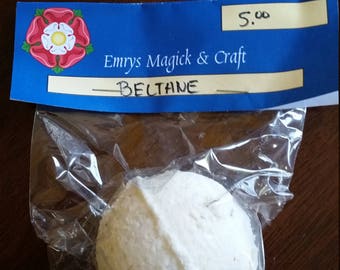 5.00
Emrys Magick & Craft
BELTANE